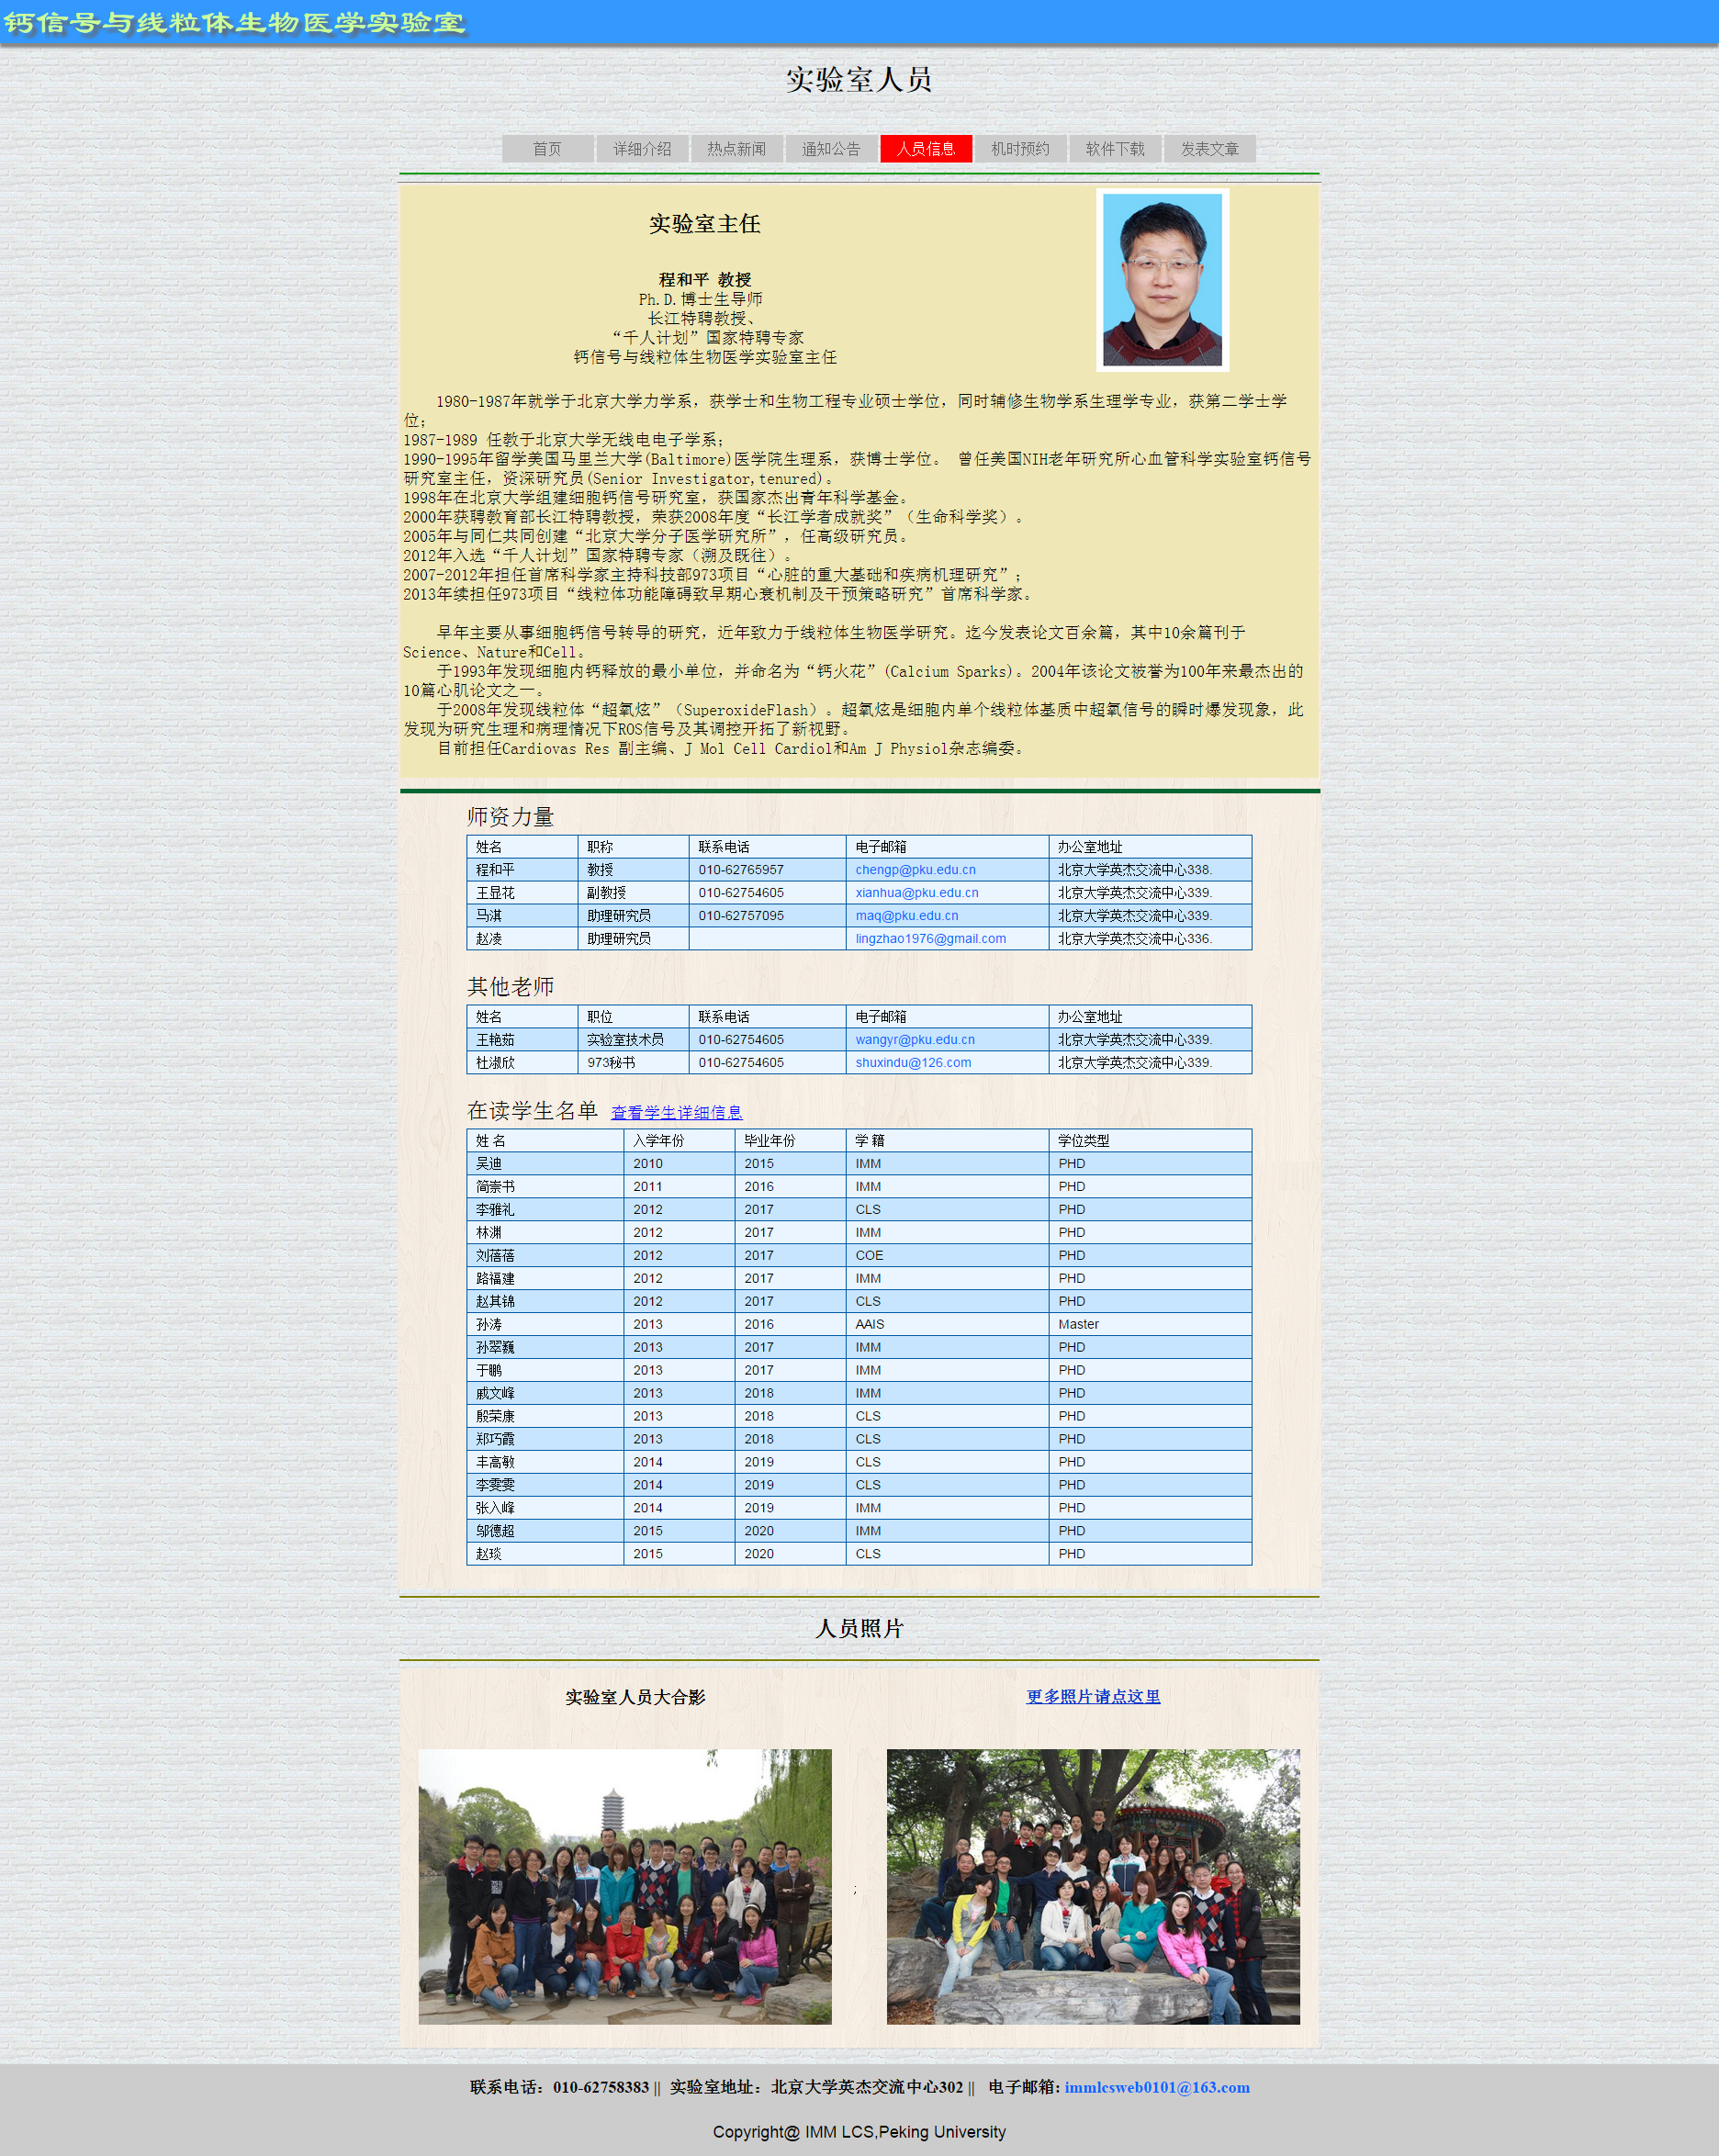 钙信号与线粒体生物医学实验室
实验室人员
首页 详细介绍 热点新闻 通知公告 人员信息 机时预约 软件下载 发表文章
实验室主任
程和平 教授
Ph.D.博士生导师
长江特聘教授、
“千人计划”国家特聘专家
钙信号与线粒体生物医学实验室主任
1980-1987年就学于北京大学力学系，获学士和生物工程专业硕士学位，同时辅修生物学系生理学专业，获第二学士学
位；
1987-1989 任教于北京大学无线电电子学系；
1990-1995年留学美国马里兰大学(Baltimore)医学院生理系，获博士学位。 曾任美国NIH老年研究所心血管科学实验室钙信号
研究室主任，资深研究员(Senior Investigator,tenured)。
1998年在北京大学组建细胞钙信号研究室，获国家杰出青年科学基金。
2000年获聘教育部长江特聘教授，荣获2008年度“长江学者成就奖”（生命科学奖）。
2005年与同仁共同创建“北京大学分子医学研究所”，任高级研究员。
2012年入选“千人计划”国家特聘专家（溯及既往）。
2007-2012年担任首席科学家主持科技部973项目“心脏的重大基础和疾病机理研究”；
2013年续担任973项目“线粒体功能障碍致早期心衰机制及干预策略研究”首席科学家。
早年主要从事细胞钙信号转导的研究，近年致力于线粒体生物医学研究。迄今发表论文百余篇，其中10余篇刊于
Science、Nature和Cell。
于1993年发现细胞内钙释放的最小单位，并命名为“钙火花”(Calcium Sparks)。2004年该论文被誉为100年来最杰出的
10篇心肌论文之一。
于2008年发现线粒体“超氧炫”（SuperoxideFlash）。超氧炫是细胞内单个线粒体基质中超氧信号的瞬时爆发现象，此
发现为研究生理和病理情况下ROS信号及其调控开拓了新视野。
目前担任Cardiovas Res 副主编、J Mol Cell Cardiol和Am J Physiol杂志编委。
师资力量
姓名 职称 联系电话 电子邮箱 办公室地址
程和平 教授 010-62765957 chengp@pku.edu.cn 北京大学英杰交流中心338.
王显花 副教授 010-62754605 xianhua@pku.edu.cn 北京大学英杰交流中心339.
马淇 助理研究员 010-62757095 maq@pku.edu.cn 北京大学英杰交流中心339.
赵凌 助理研究员 lingzhao1976@gmail.com 北京大学英杰交流中心336.
其他老师
姓名 职位 联系电话 电子邮箱 办公室地址
王艳茹 实验室技术员 010-62754605 wangyr@pku.edu.cn 北京大学英杰交流中心339.
杜淑欣 973秘书 010-62754605 shuxindu@126.com 北京大学英杰交流中心339.
在读学生名单 查看学生详细信息
姓 名 入学年份 毕业年份 学 籍 学位类型
吴迪 2010 2015 IMM PHD
简崇书 2011 2016 IMM PHD
李雅礼 2012 2017 CLS PHD
林渊 2012 2017 IMM PHD
刘蓓蓓 2012 2017 COE PHD
路福建 2012 2017 IMM PHD
赵其锦 2012 2017 CLS PHD
孙涛 2013 2016 AAIS Master
孙翠巍 2013 2017 IMM PHD
于鹏 2013 2017 IMM PHD
戚文峰 2013 2018 IMM PHD
殷荣康 2013 2018 CLS PHD
郑巧霞 2013 2018 CLS PHD
丰高敏 2014 2019 CLS PHD
李雯雯 2014 2019 CLS PHD
张入峰 2014 2019 IMM PHD
邬德超 2015 2020 IMM PHD
赵琰 2015 2020 CLS PHD
人员照片
实验室人员大合影 更多照片请点这里
;
联系电话：010-62758383 || 实验室地址：北京大学英杰交流中心302 || 电子邮箱: immlcsweb0101@163.com
Copyright@ IMM LCS,Peking University